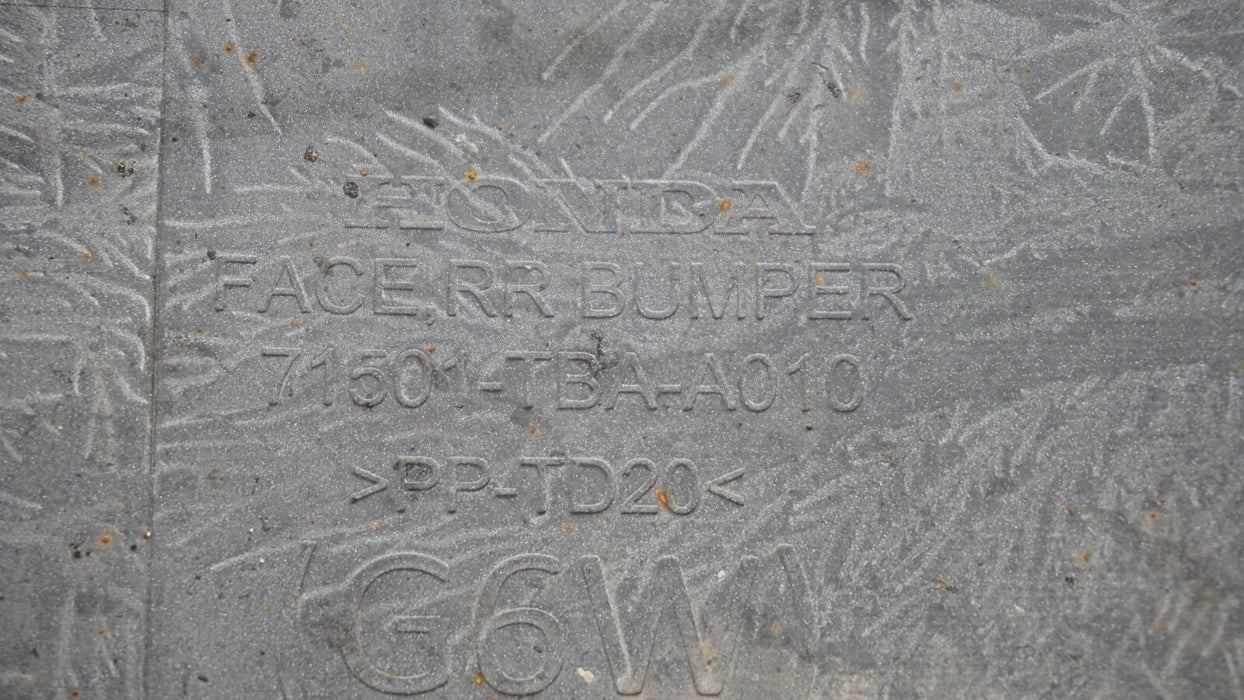 HONDA
FACE,RR BUMPER
71501-TBA-A010
>PP-TD20<
(G6W)